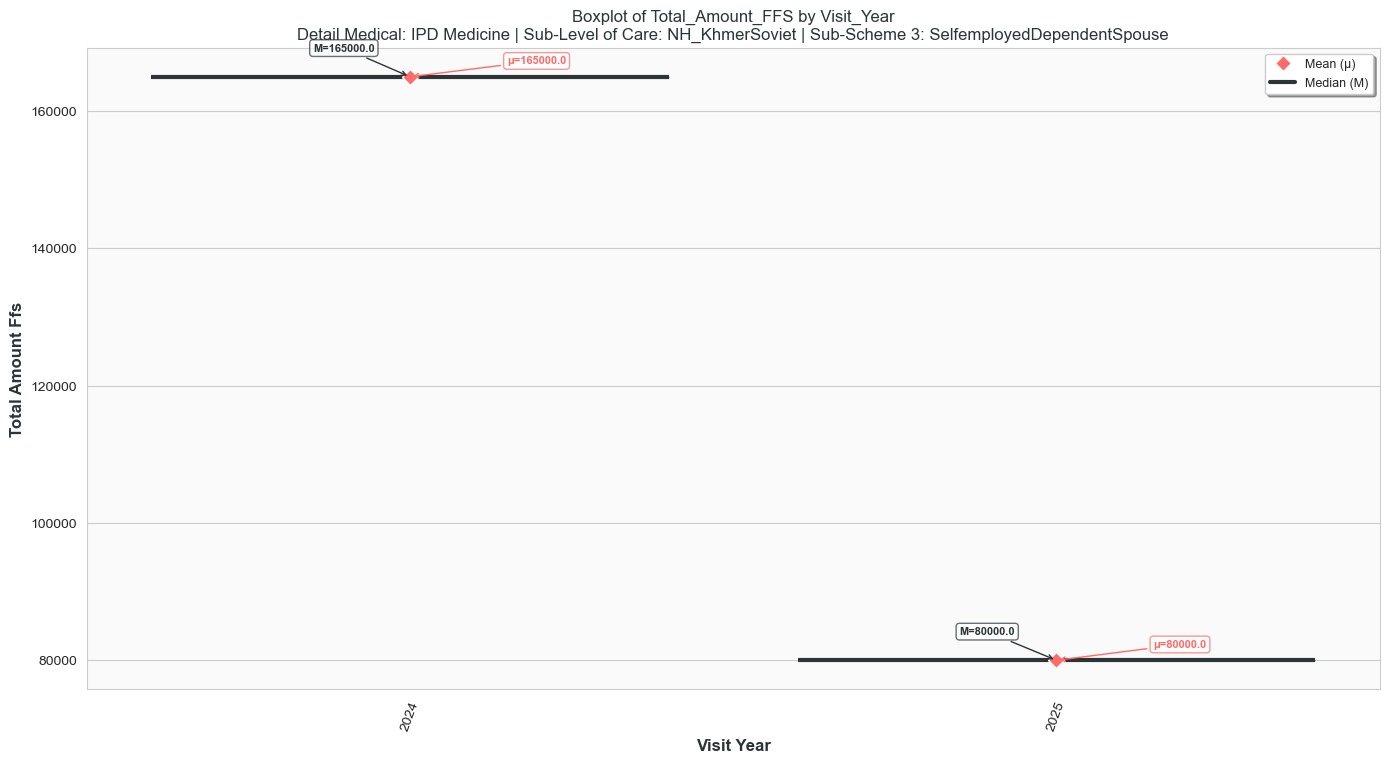 Boxplot of Total_Amount_FFS by Visit_Year
Detail Medical: IPD Medicine | Sub-Level of Care: NH_KhmerSoviet | Sub-Scheme 3: SelfemployedDependentSpouse
M=165000.0
μ=165000.0
Mean (μ)
Median (M)
160000
140000
120000
100000
80000
Total Amount Ffs
M=80000.0
μ=80000.0
2024
2025
Visit Year